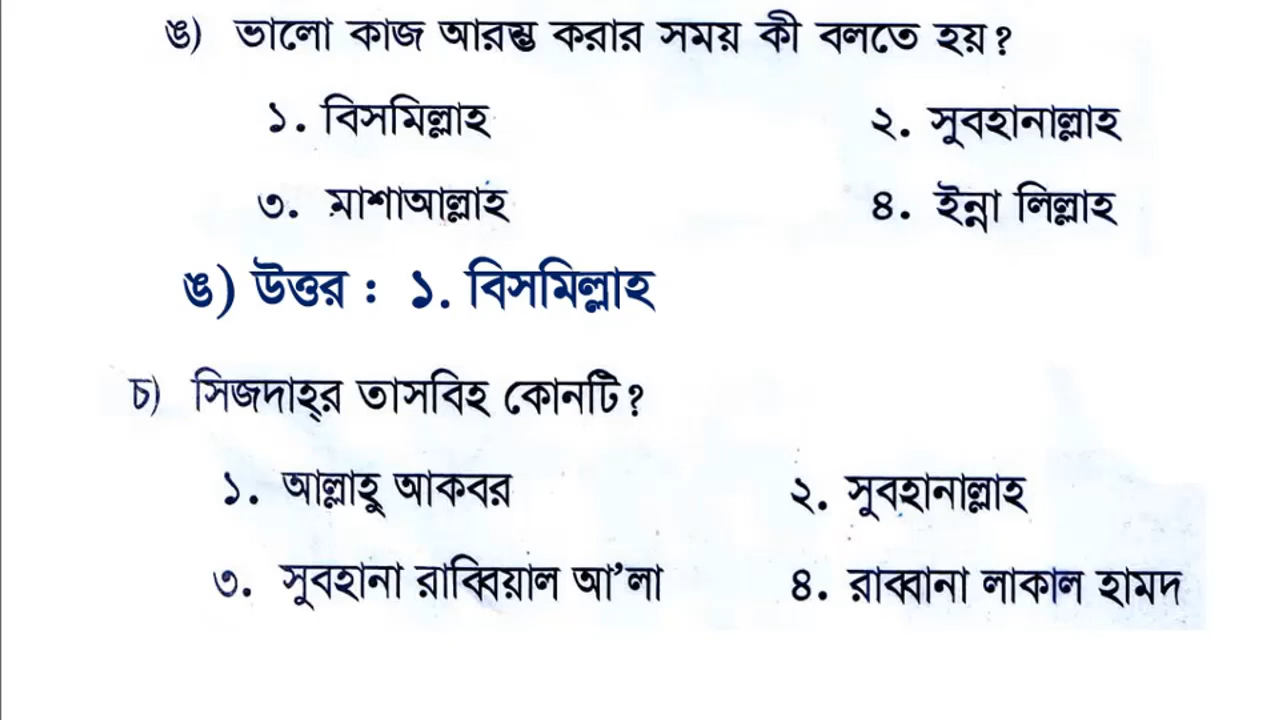 ঙ) ভালো কাজ আরম্ভ করার সময় কী বলতে হয়?
১. বিসমিল্লাহ ২. সুবহানাল্লাহ
৩. মাশাআল্লাহ ৪. ইন্না লিল্লাহ
ঙ) উত্তর : ১. বিসমিল্লাহ
চ) সিজদাহ্‌র তাসবিহ কোনটি?
১. আল্লাহু আকবর ২. সুবহানাল্লাহ
৩. সুবহানা রাব্বিয়াল আ’লা ৪. রাব্বানা লাকাল হামদ